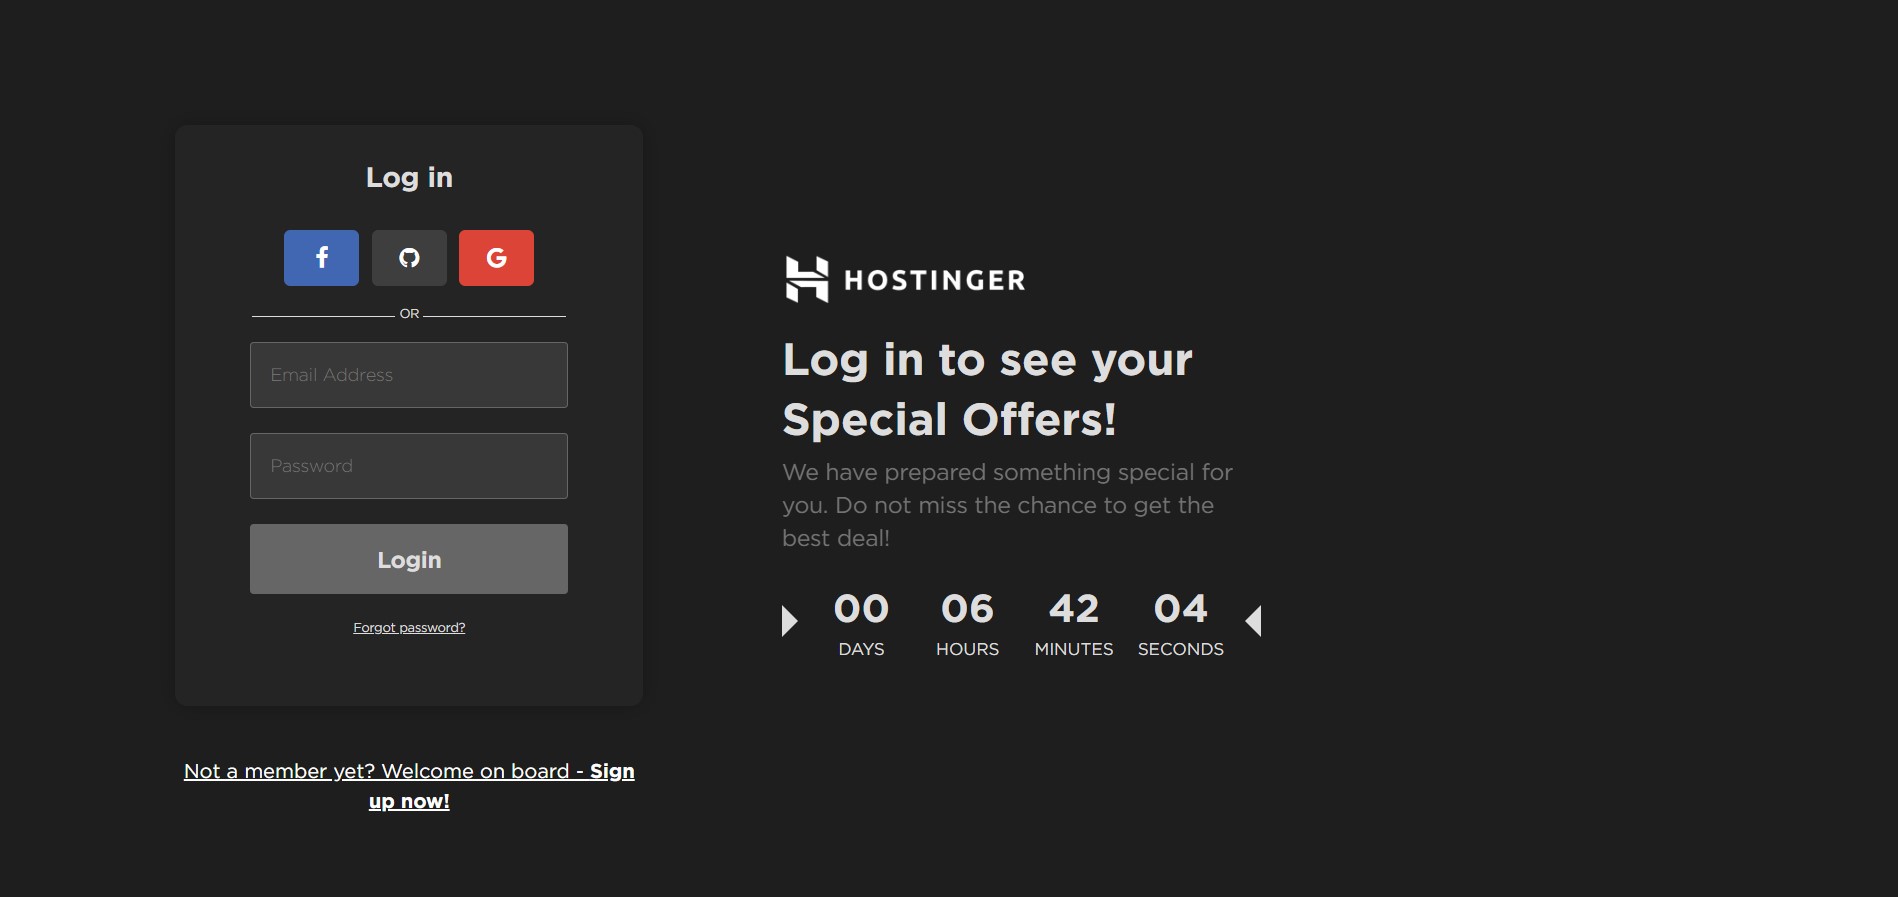 Log in
OR
Email Address
Password
Login
Forgot password?
Not a member yet? Welcome on board - Sign
up now!
HOSTINGER
Log in to see your
Special Offers!
We have prepared something special for
you. Do not miss the chance to get the
best deal!
00 06 42 04
DAYS HOURS MINUTES SECONDS